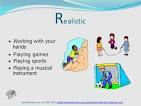 Realistic
• Working with your
hands
• Playing games
• Playing sports
• Playing a musical
instrument